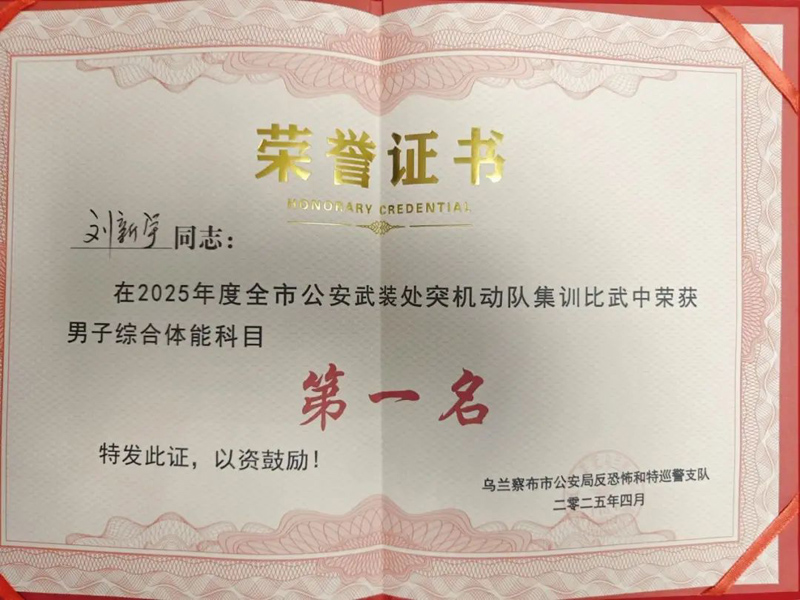 荣誉证书
HONORARY CREDENTIAL
刘新宇 同志：
在2025年度全市公安武装处突机动队集训比武中荣获
男子综合体能科目
第一名
特发此证，以资鼓励！
乌兰察布市公安局反恐怖和特巡警支队
二零二五年四月